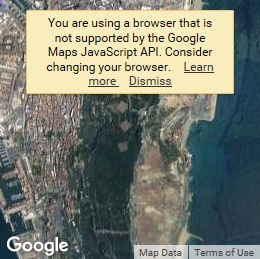 You are using a browser that is
not supported by the Google
Maps JavaScript API. Consider
changing your browser. Learn
more Dismiss
Google
Map Data Terms of Use